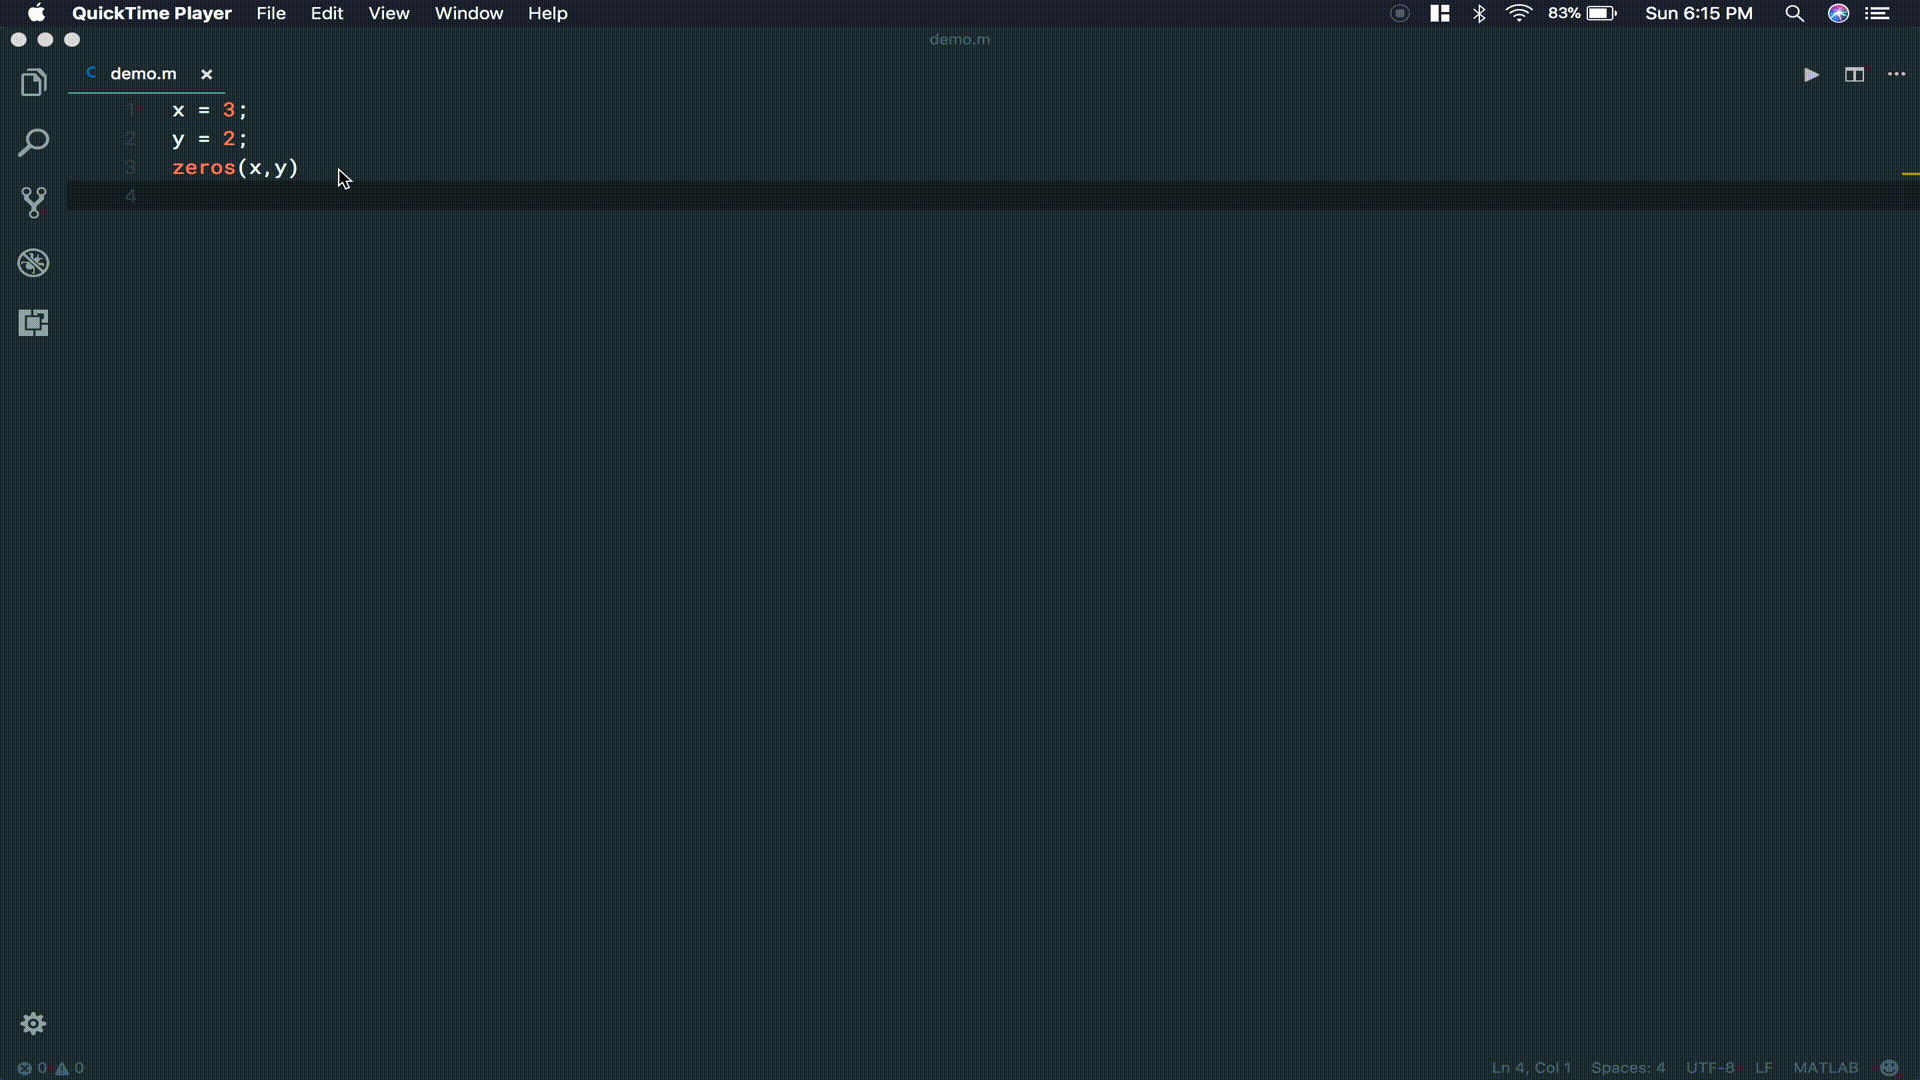 QuickTime Player File Edit View Window Help 83% Sun 6:15 PM
demo.m
C demo.m ×
1 x = 3;
2 y = 2;
3 zeros(x,y)
4
0 0 Ln 4, Col 1 Spaces: 4 UTF-8 LF MATLAB